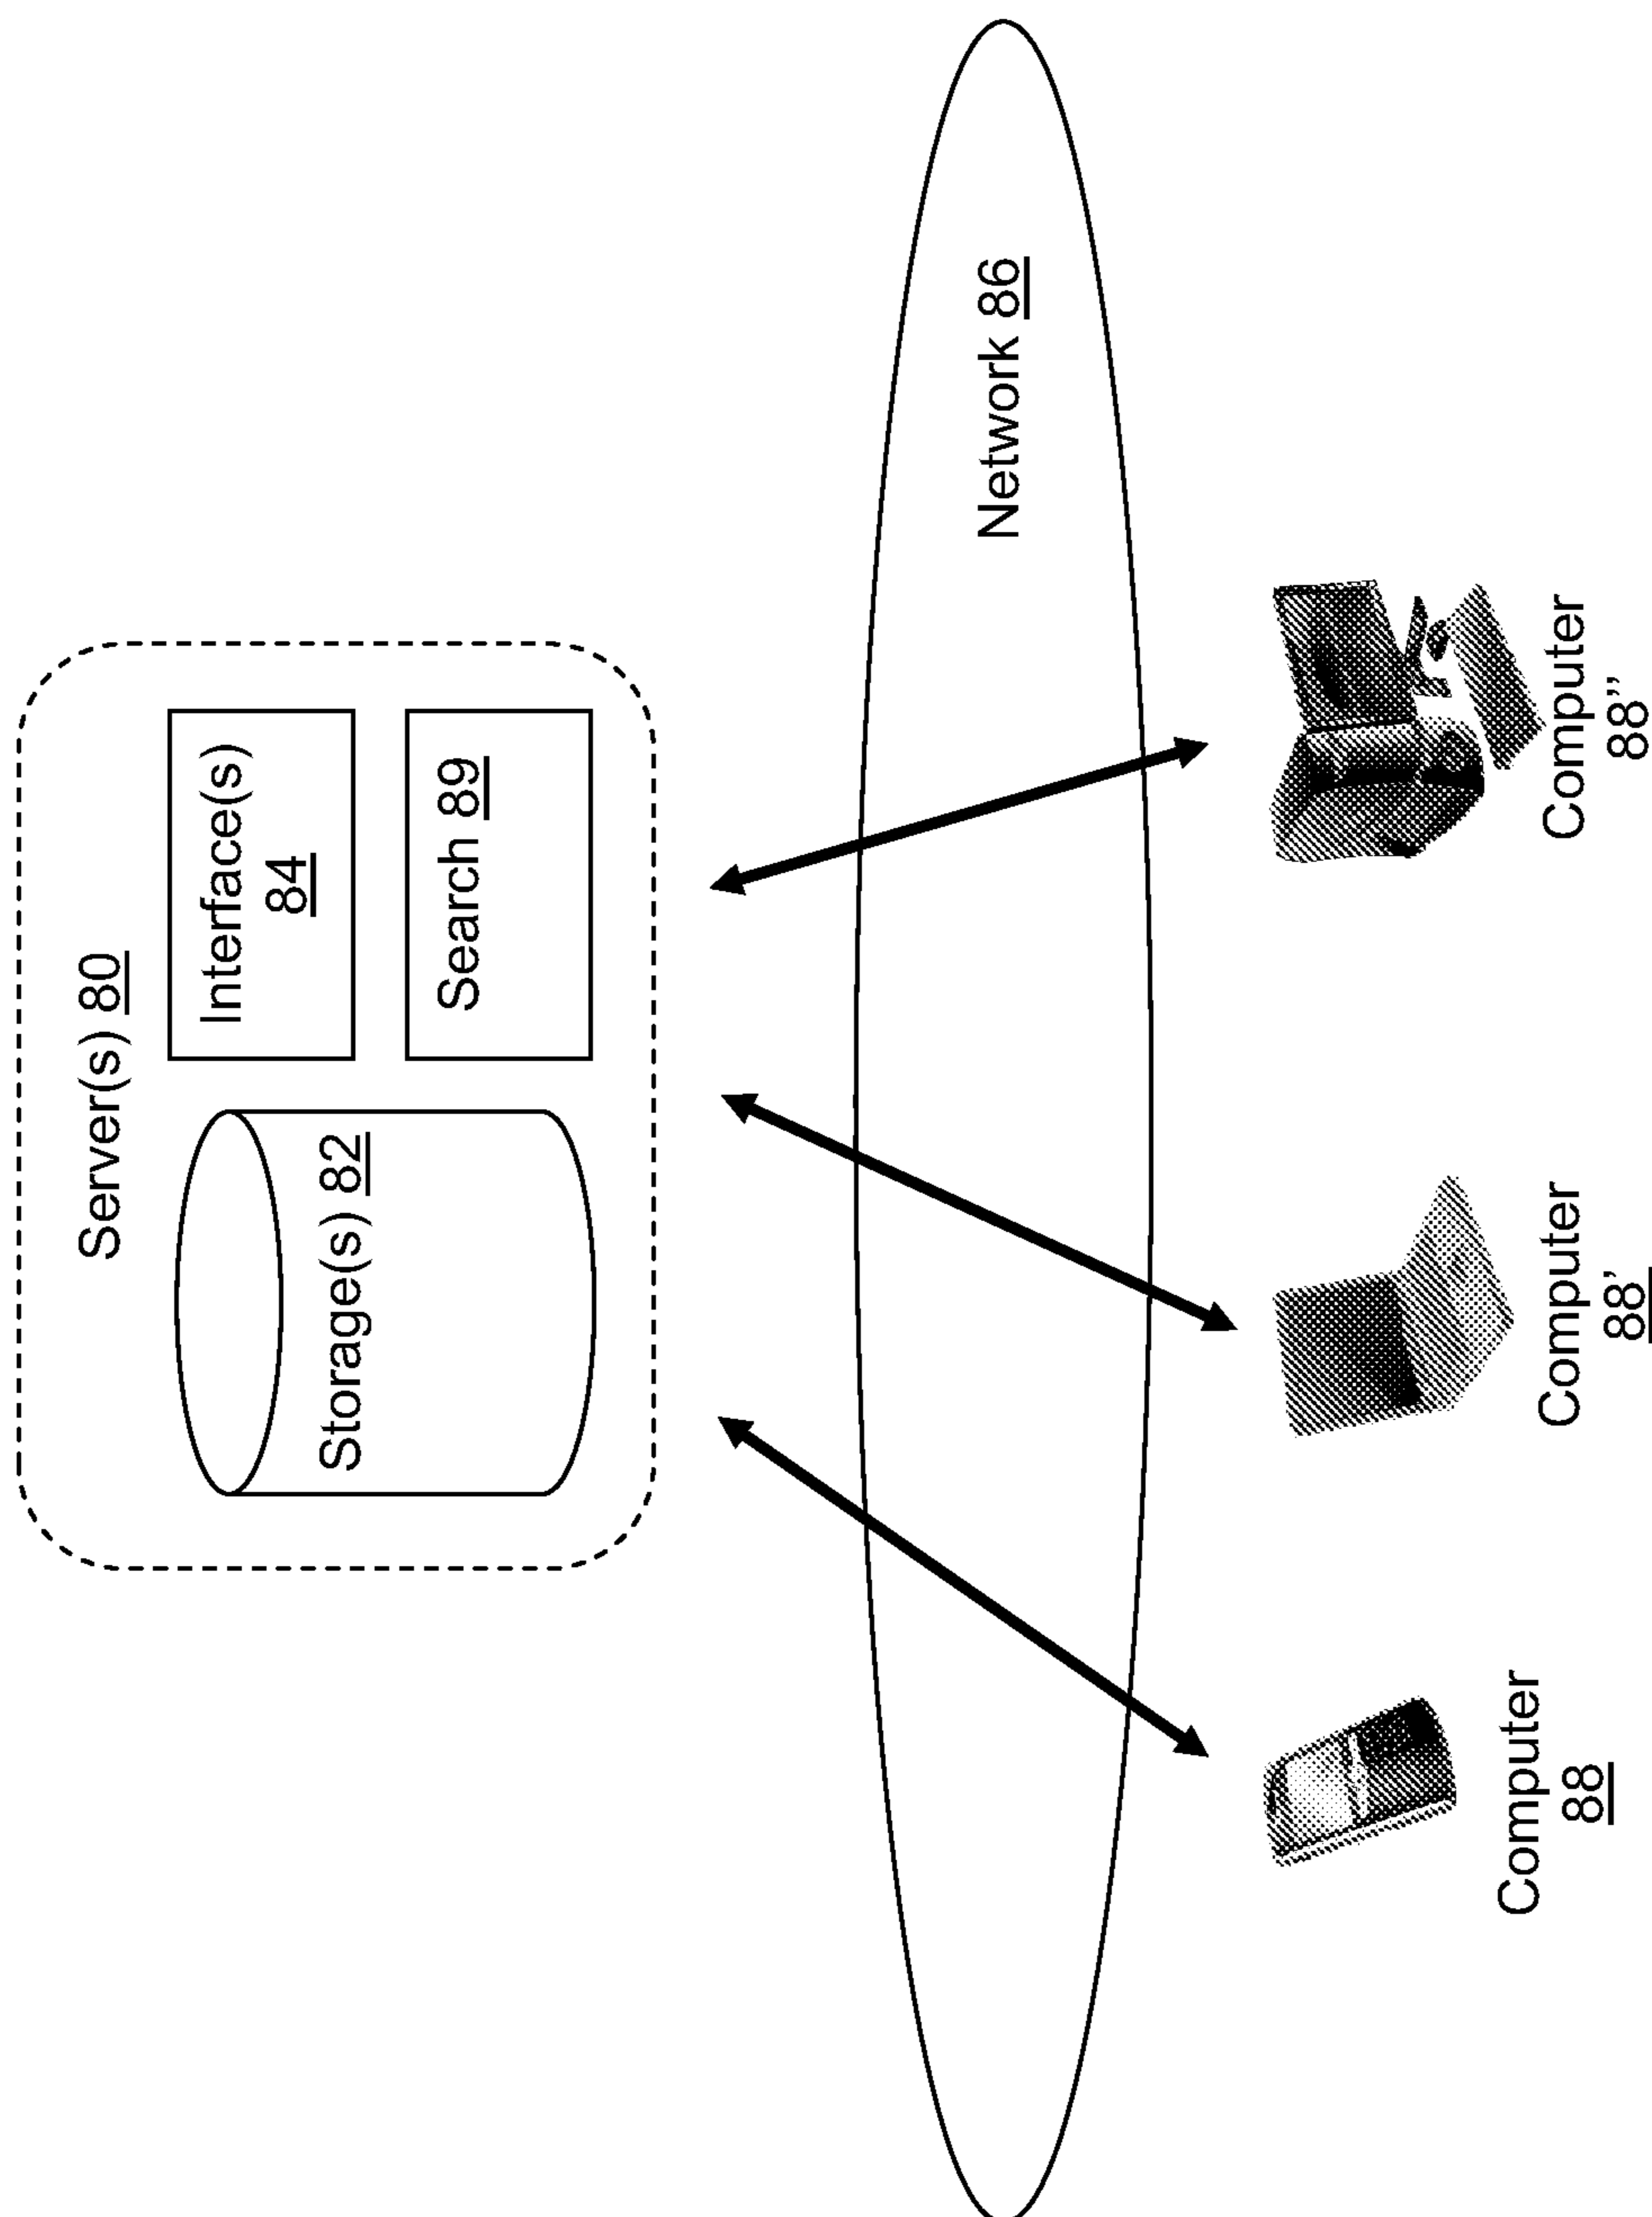 Server(s) 80
Storage(s) 82
Interface(s)
84
Search 89
Network 86
Computer
88
Computer
88’
Computer
88’’